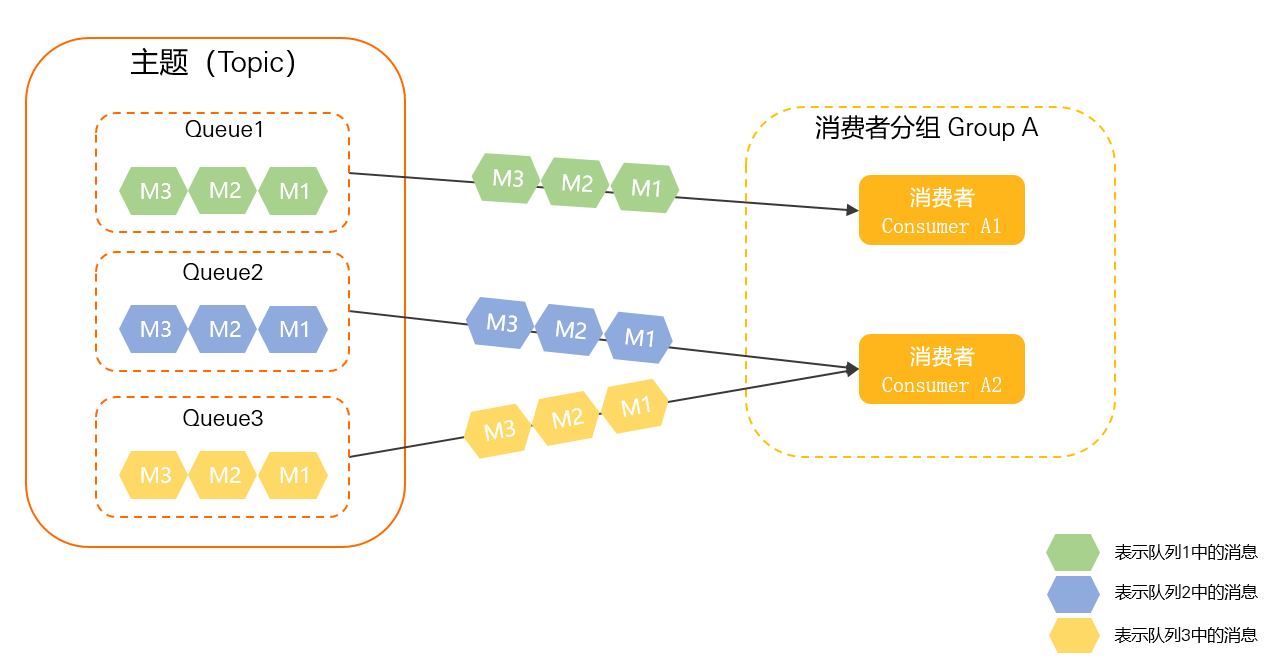 主题（Topic）
Queue1
M3 M2 M1
Queue2
M3 M2 M1
Queue3
M3 M2 M1
M3 M2 M1
M3 M2 M1
M3 M2 M1
消费者分组 Group A
消费者
Consumer A1
消费者
Consumer A2
表示队列1中的消息
表示队列2中的消息
表示队列3中的消息